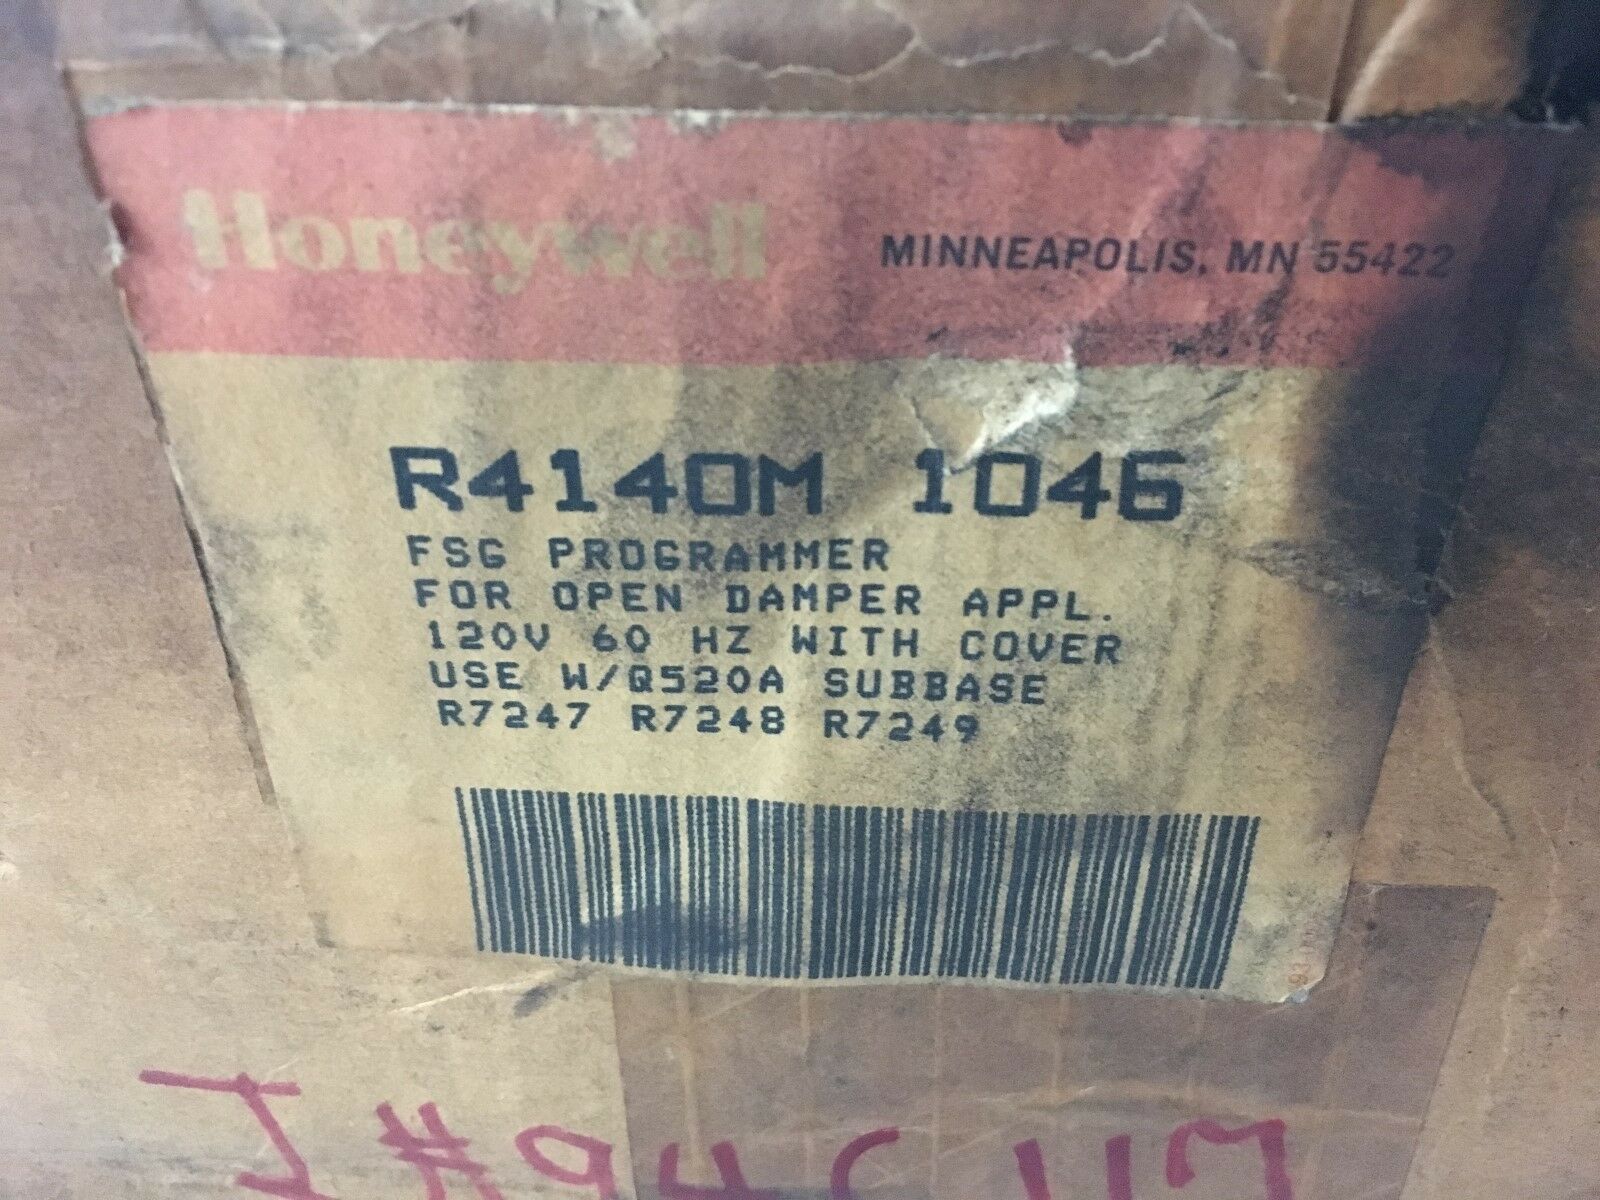 Honeywell MINNEAPOLIS, MN 55422
R4140M 1046
FSG PROGRAMMER
FOR OPEN DAMPER APPL.
120V 60 HZ WITH COVER
USE W/Q520A SUBBASE
R7247 R7248 R7249